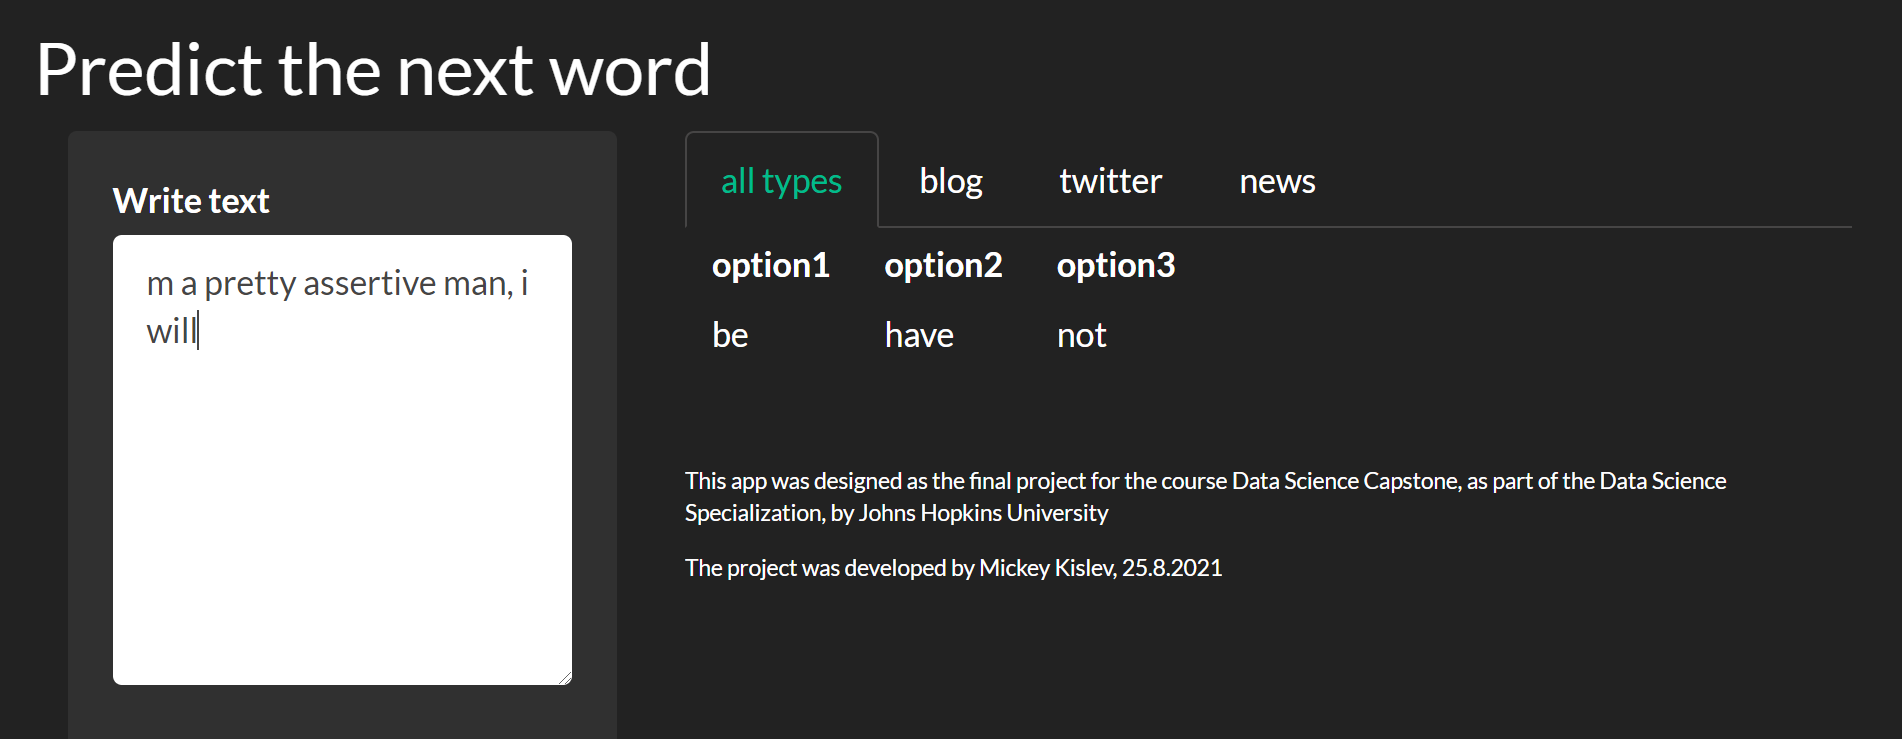 Predict the next word
Write text
m a pretty assertive man, i
will
all types blog twitter news
option1 option2 option3
be have not
This app was designed as the final project for the course Data Science Capstone, as part of the Data Science
Specialization, by Johns Hopkins University
The project was developed by Mickey Kislev, 25.8.2021